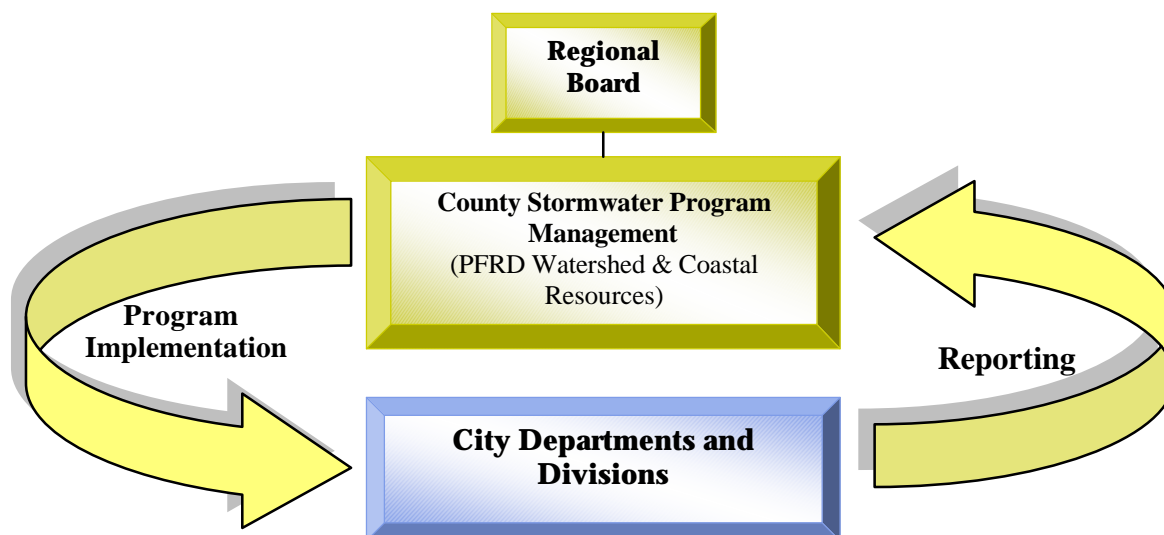 Regional
Board
County Stormwater Program
Management
(PFRD Watershed & Coastal
Resources)
Program
Implementation
Reporting
City Departments and
Divisions